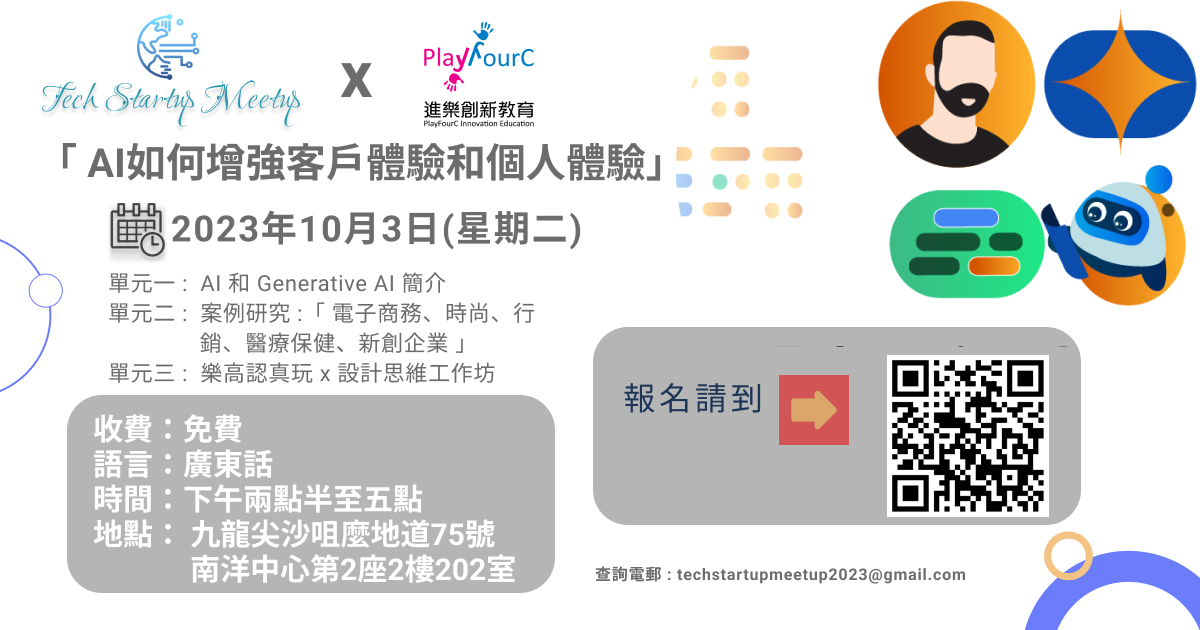 Tech Startup Meetup
X
PlayFourC
進樂創新教育
PlayFourC Innovation Education
「 AI如何增強客戶體驗和個人體驗」
2023年10月3日(星期二)
單元一 : AI 和 Generative AI 簡介
單元二 : 案例研究 :「 電子商務、時尚、行
銷、醫療保健、新創企業 」
單元三 : 樂高認真玩 x 設計思維工作坊
收費：免費
語言：廣東話
時間：下午兩點半至五點
地點： 九龍尖沙咀麼地道75號
南洋中心第2座2樓202室
報名請到
查詢電郵 : techstartupmeetup2023@gmail.com